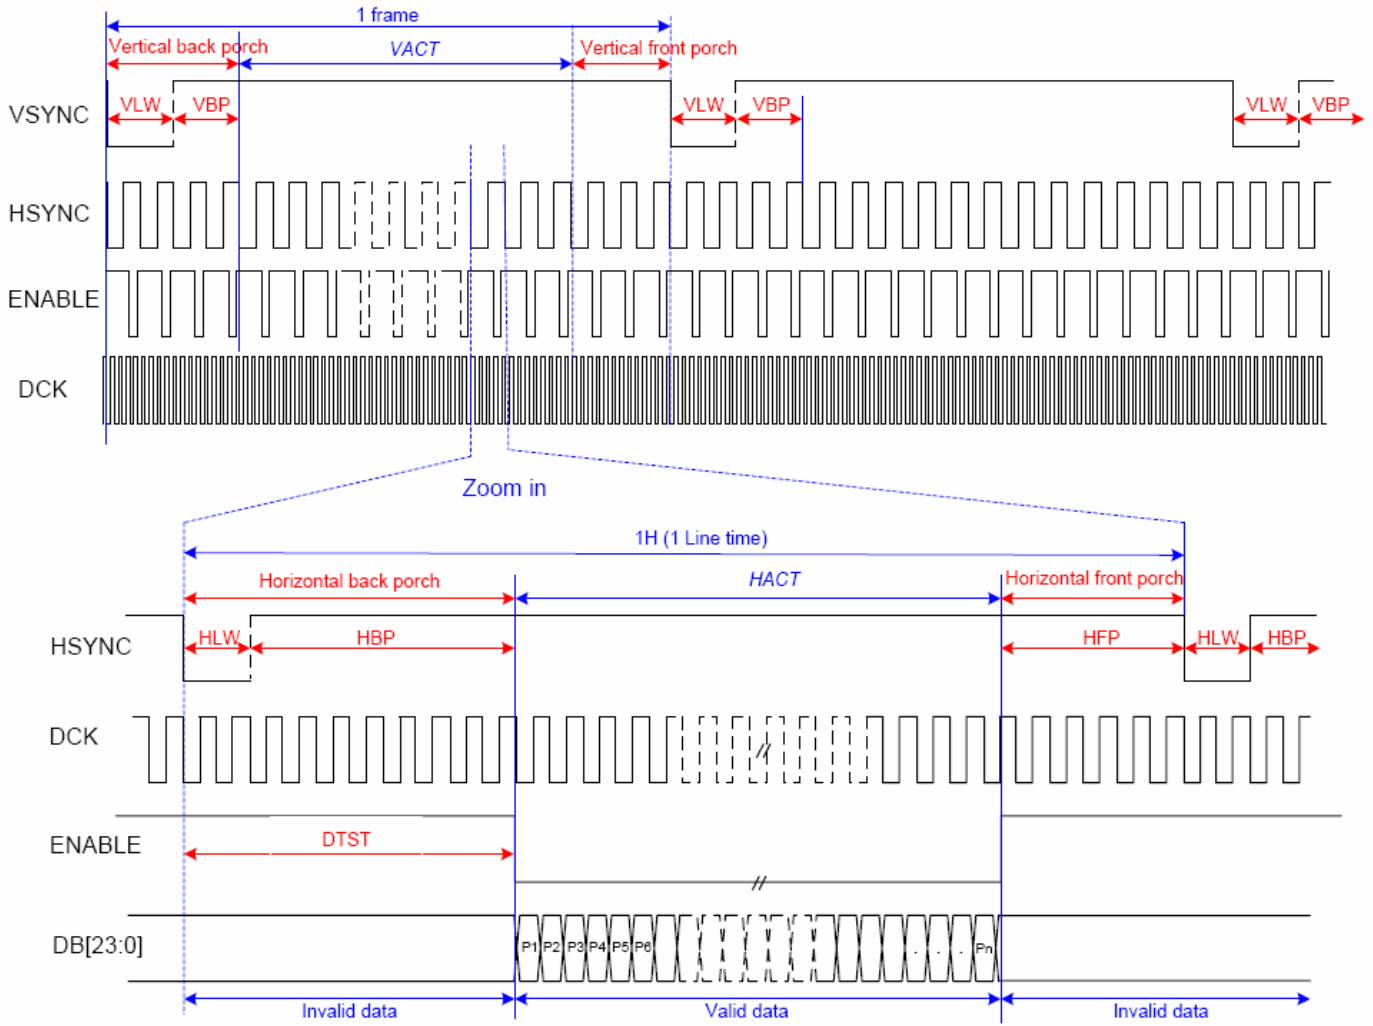 1 frame
Vertical back porch VACT Vertical front porch
VSYNC VLW VBP VLW VBP VLW VBP
HSYNC
ENABLE
DCK
Zoom in
1H (1 Line time)
Horizontal back porch HACT Horizontal front porch
HSYNC HLW HBP HFP HLW HBP
DCK //
ENABLE DTST
//
DB[23:0] P1 P2 P3 P4 P5 P6 . . . Pn
Invalid data Valid data Invalid data